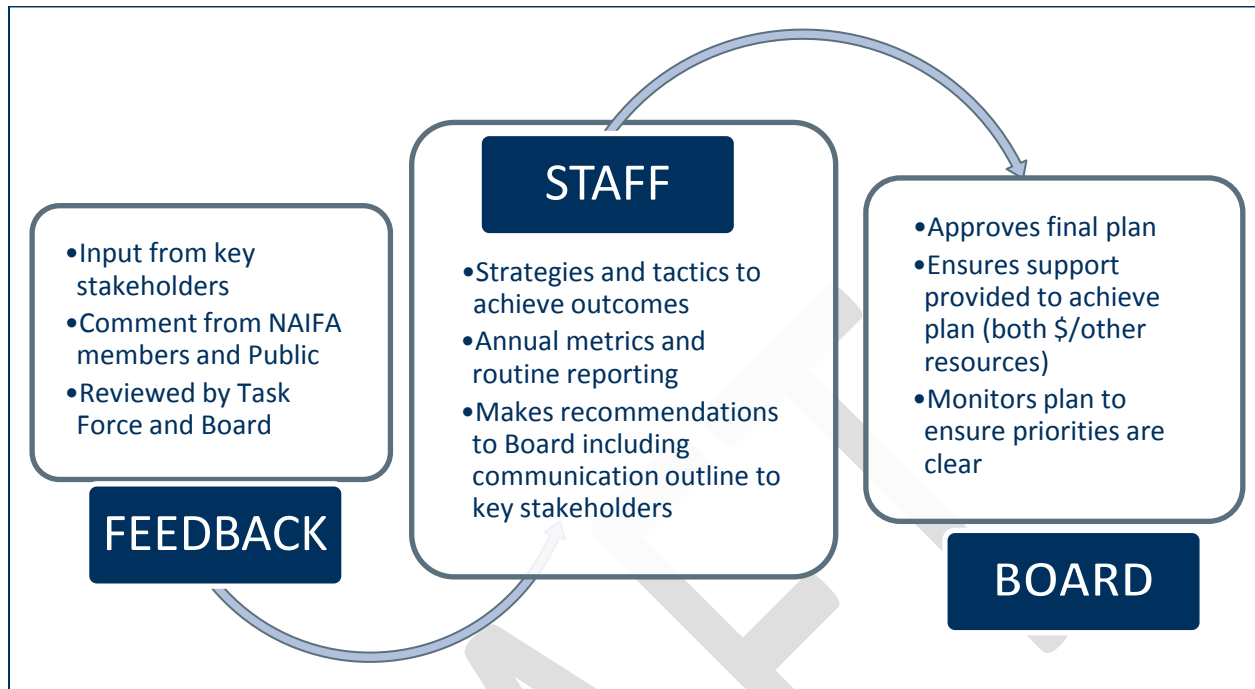 •Input from key
stakeholders
•Comment from NAIFA
members and Public
•Reviewed by Task
Force and Board
FEEDBACK
STAFF
•Strategies and tactics to
achieve outcomes
•Annual metrics and
routine reporting
•Makes recommendations
to Board including
communication outline to
key stakeholders
•Approves final plan
•Ensures support
provided to achieve
plan (both $/other
resources)
•Monitors plan to
ensure priorities are
clear
BOARD